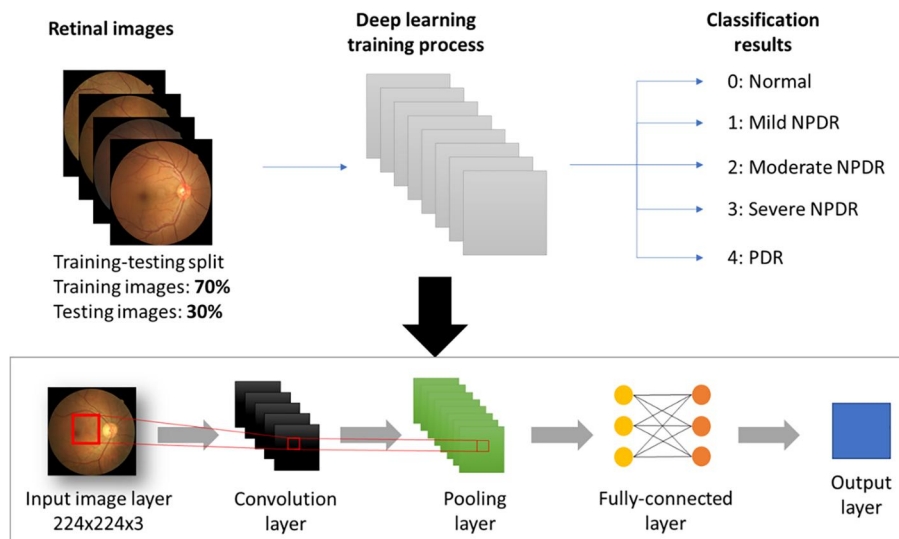 Retinal images
Deep learning
training process
Classification
results
0: Normal
1: Mild NPDR
2: Moderate NPDR
3: Severe NPDR
4: PDR
Training-testing split
Training images: 70%
Testing images: 30%
Input image layer
224x224x3
Convolution
layer
Pooling
layer
Fully-connected
layer
Output
layer